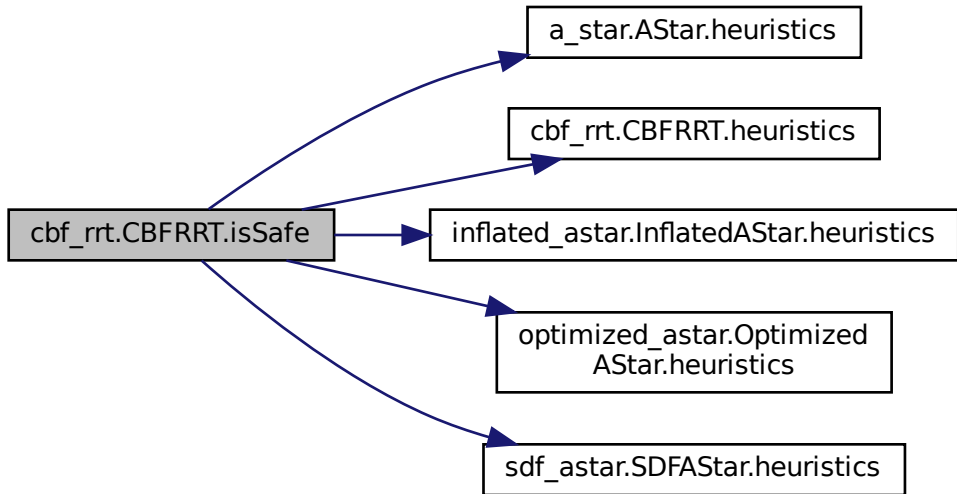 a_star.AStar.heuristics
cbf_rrt.CBFRRT.heuristics
cbf_rrt.CBFRRT.isSafe
inflated_astar.InflatedAStar.heuristics
optimized_astar.Optimized
AStar.heuristics
sdf_astar.SDFAStar.heuristics